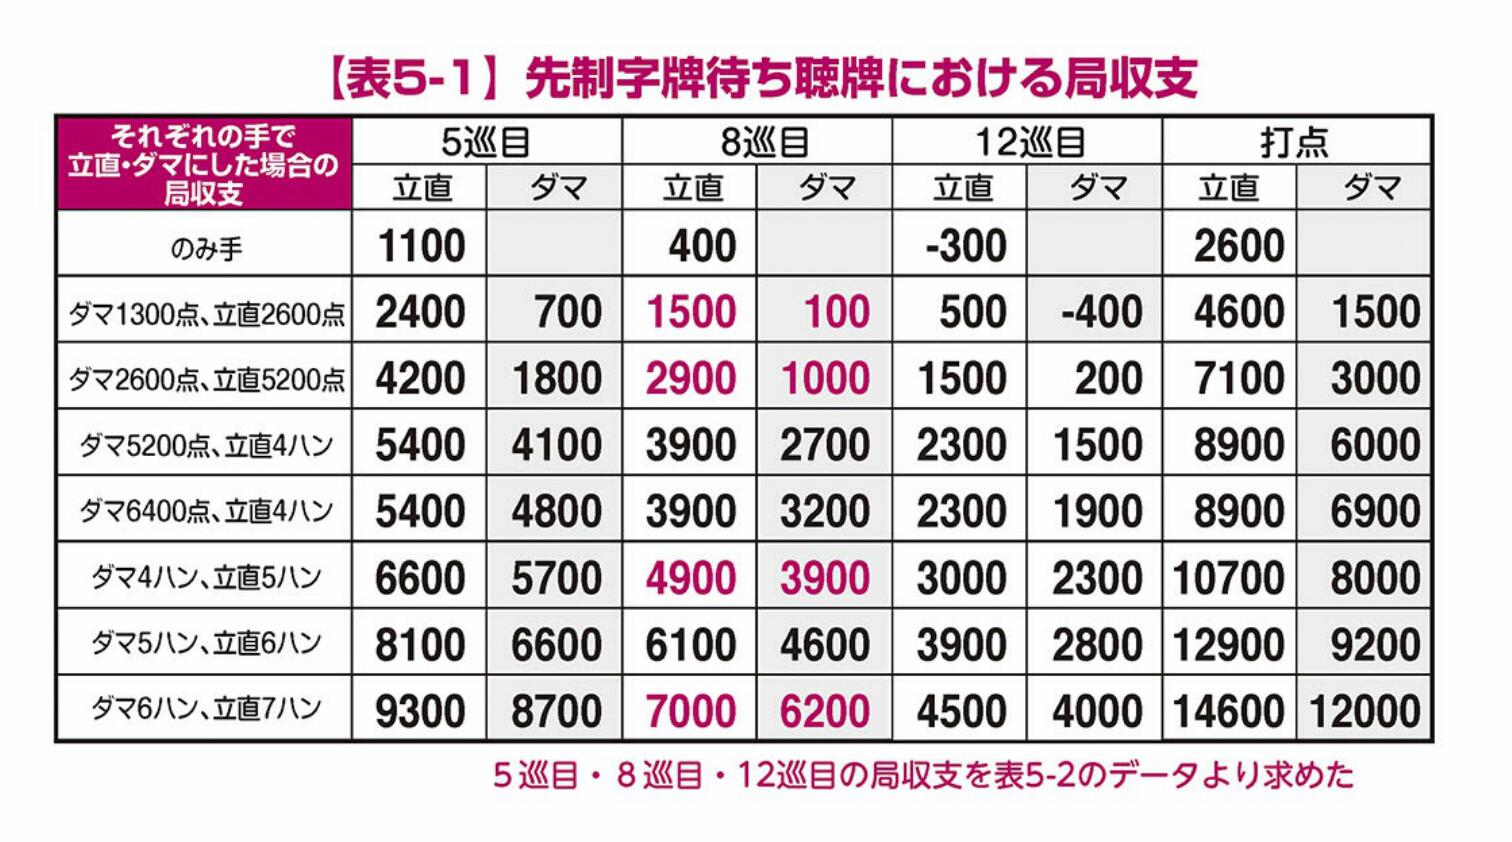 【表5-1】先制字牌待ち聴牌における局収支
それぞれの手で
立直・ダマにした場合の
局収支
5巡目 8巡目 12巡目 打点
立直 ダマ 立直 ダマ 立直 ダマ 立直 ダマ
のみ手 1100 400 -300 2600
ダマ1300点、立直2600点 2400 700 1500 100 500 -400 4600 1500
ダマ2600点、立直5200点 4200 1800 2900 1000 1500 200 7100 3000
ダマ5200点、立直4ハン 5400 4100 3900 2700 2300 1500 8900 6000
ダマ6400点、立直4ハン 5400 4800 3900 3200 2300 1900 8900 6900
ダマ4ハン、立直5ハン 6600 5700 4900 3900 3000 2300 10700 8000
ダマ5ハン、立直6ハン 8100 6600 6100 4600 3900 2800 12900 9200
ダマ6ハン、立直7ハン 9300 8700 7000 6200 4500 4000 14600 12000
5巡目・8巡目・12巡目の局収支を表5-2のデータより求めた